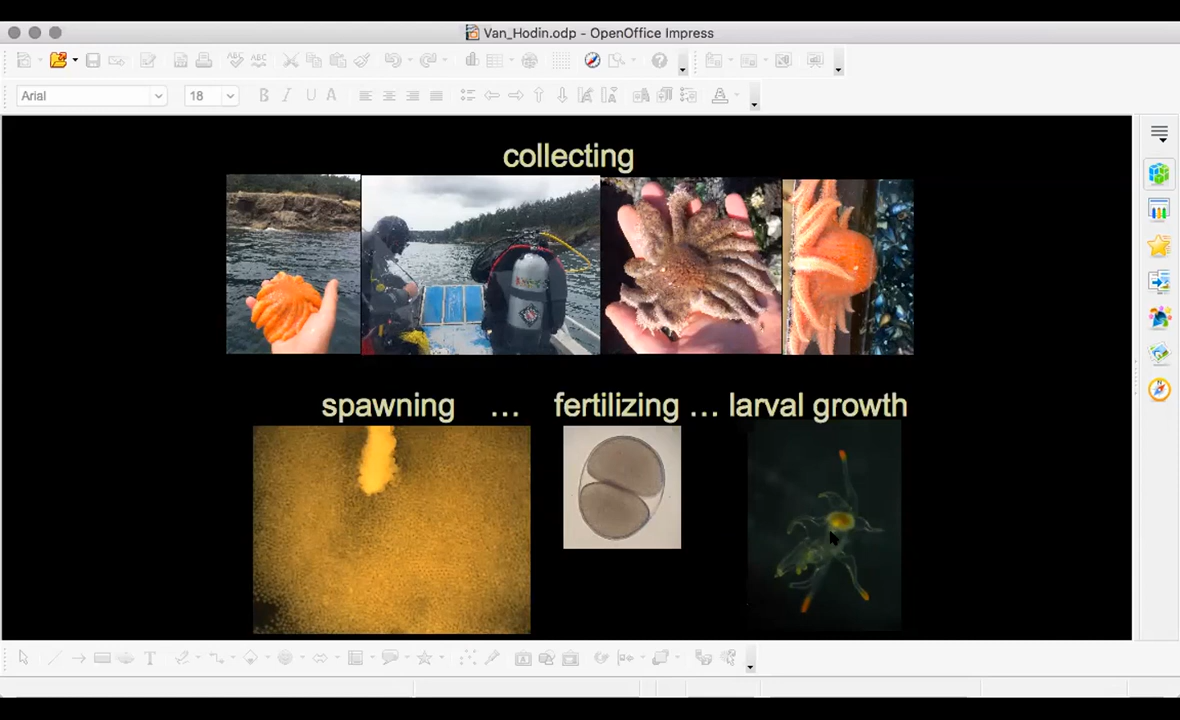 Van_Hodin.odp - OpenOffice Impress
Arial
18
collecting
spawning ... fertilizing ... larval growth